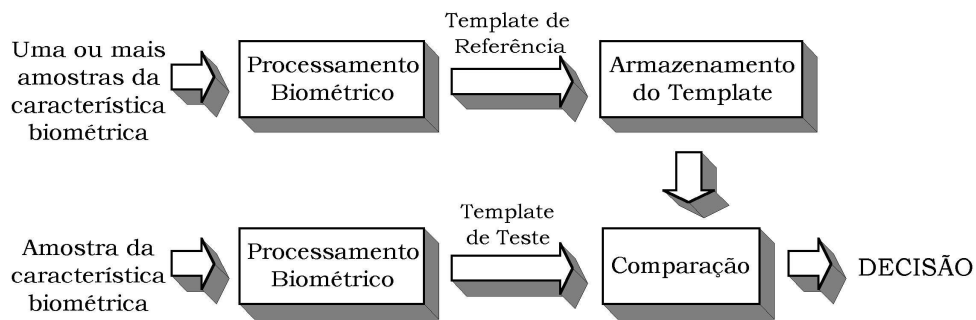 Uma ou mais
amostras da
característica
biométrica
Processamento
Biométrico
Template de
Referência
Armazenamento
do Template
Amostra da
característica
biométrica
Processamento
Biométrico
Template
de Teste
Comparação
DECISÃO